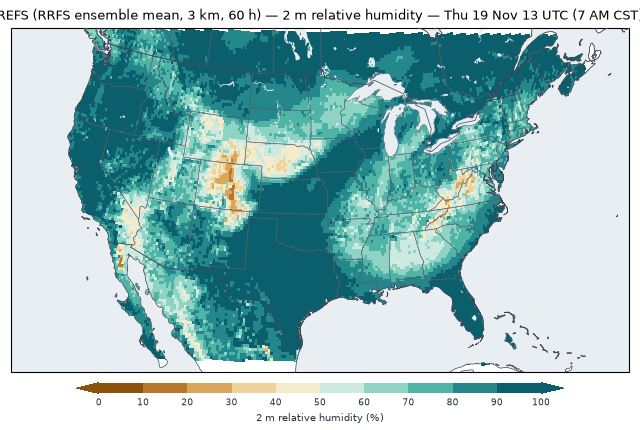 REFS (RRFS ensemble mean, 3 km, 60 h) — 2 m relative humidity — Thu 19 Nov 13 UTC (7 AM CST)
0 10 20 30 40 50 60 70 80 90 100
2 m relative humidity (%)